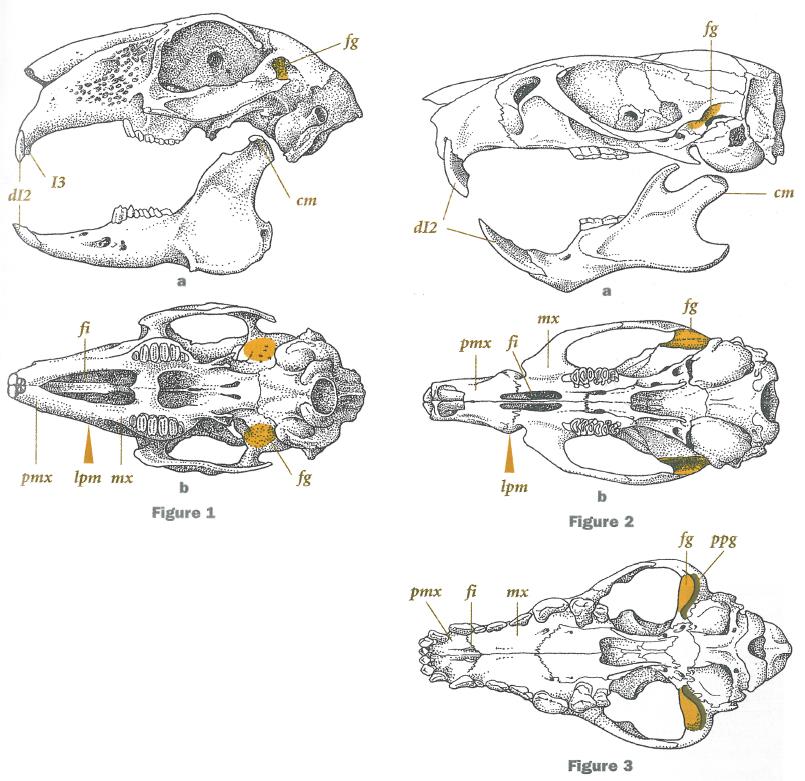 fg
I3
dI2
cm
a
fi
pmx
lpm
mx
fg
b
Figure 1
fg
cm
dI2
a
fg
mx
pmx
fi
lpm
b
Figure 2
fg
ppg
pmx
fi
mx
Figure 3